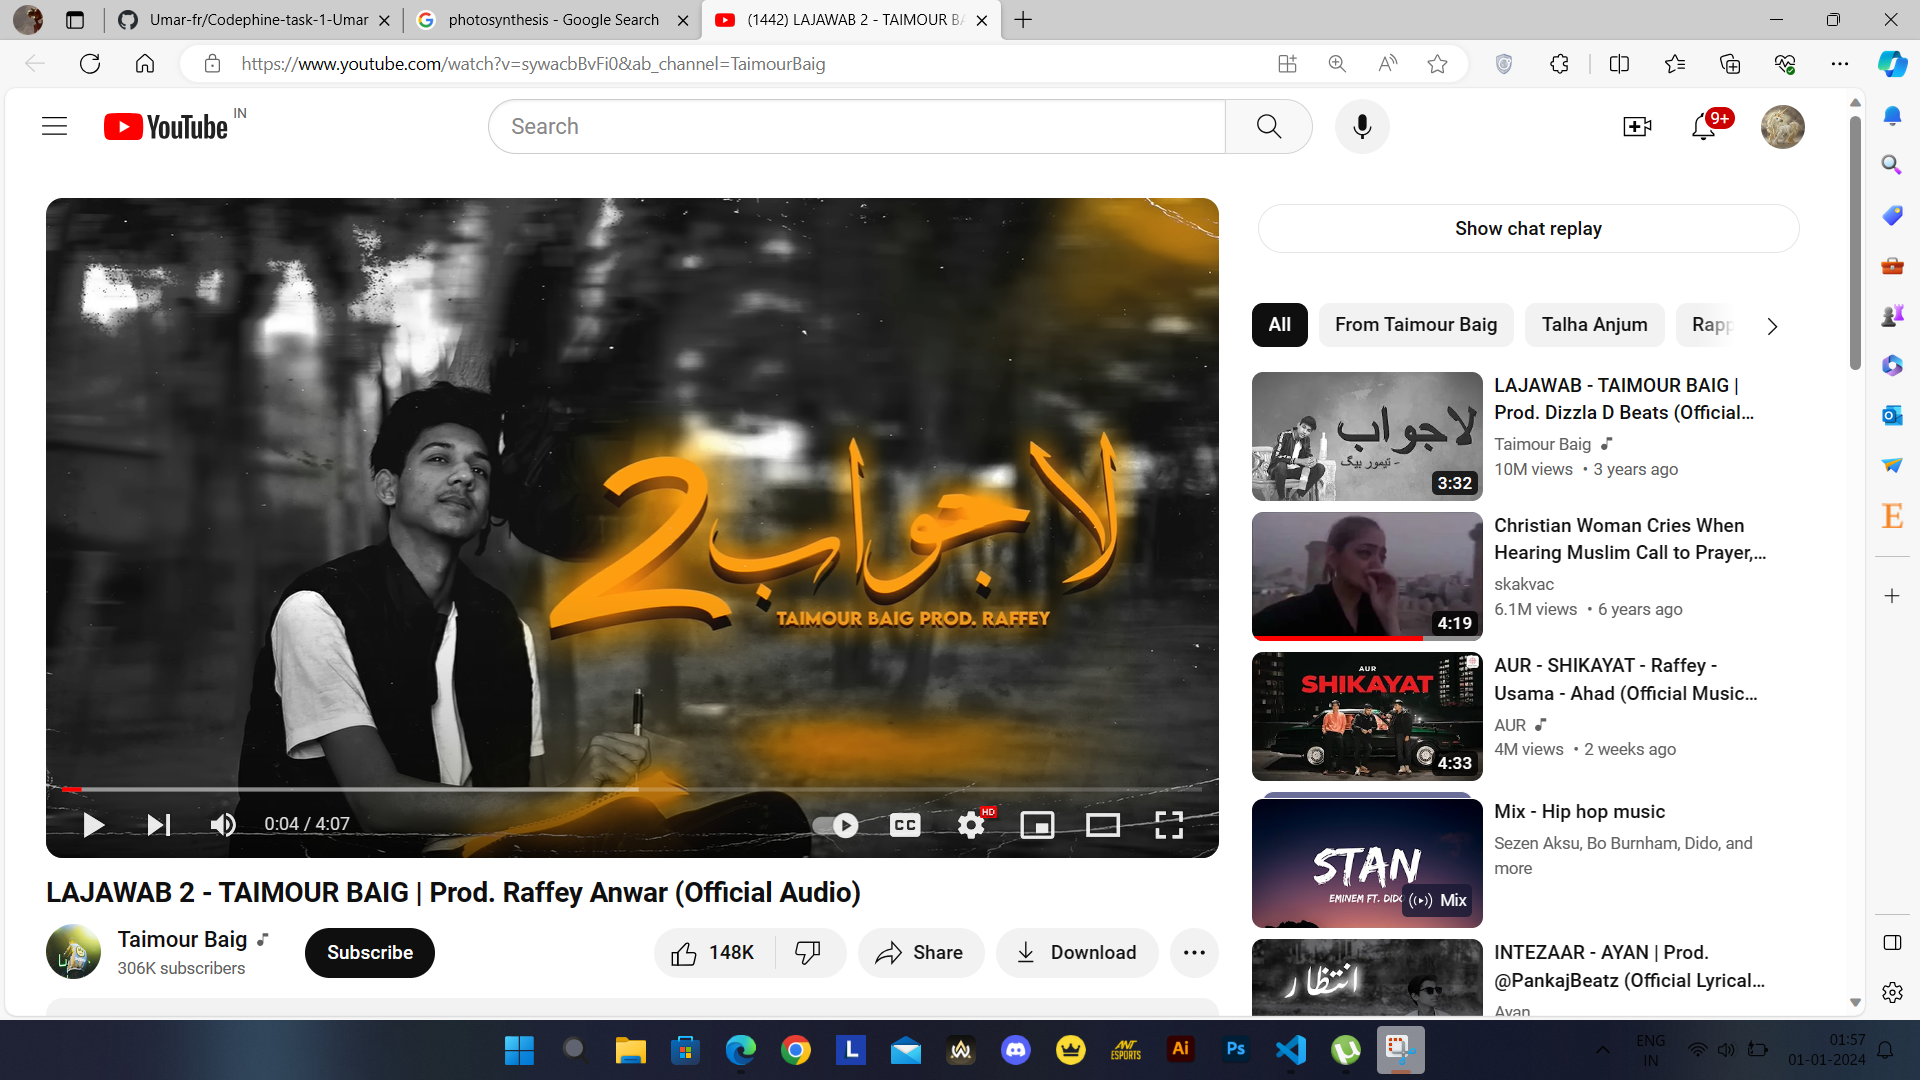 Umar-fr/Codephine-task-1-Umar
photosynthesis - Google Search
(1442) LAJAWAB 2 - TAIMOUR BA
https://www.youtube.com/watch?v=sywacbBvFi0&ab_channel=TaimourBaig
YouTube IN
Search
9+
Show chat replay
All
From Taimour Baig
Talha Anjum
Rapp
لاجواب 2
TAIMOUR BAIG PROD. RAFFEY
0:04 / 4:07
CC
HD
LAJAWAB 2 - TAIMOUR BAIG | Prod. Raffey Anwar (Official Audio)
Taimour Baig
306K subscribers
Subscribe
148K
Share
Download
لاجواب
- تیمور بیگ
3:32
LAJAWAB - TAIMOUR BAIG |
Prod. Dizzla D Beats (Official...
Taimour Baig
10M views • 3 years ago
4:19
Christian Woman Cries When
Hearing Muslim Call to Prayer,...
skakvac
6.1M views • 6 years ago
AUR
SHIKAYAT
4:33
AUR - SHIKAYAT - Raffey -
Usama - Ahad (Official Music...
AUR
4M views • 2 weeks ago
STAN
EMINEM FT. DIDO
Mix
Mix - Hip hop music
Sezen Aksu, Bo Burnham, Dido, and
more
انتظار
INTEZAAR - AYAN | Prod.
@PankajBeatz (Official Lyrical...
Ayan
E
L
ANT
ESPORTS
Ai
Ps
ENG
IN
01:57
01-01-2024